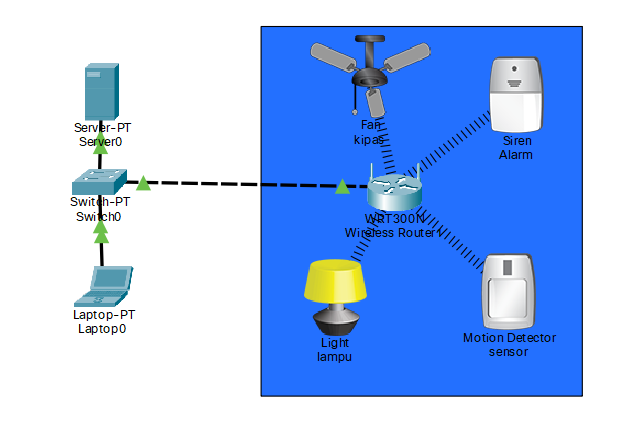 Server-PT
Server0
Switch-PT
Switch0
Laptop-PT
Laptop0
Fan
kipas
Siren
Alarm
WRT300N
Wireless Router
Light
lampu
Motion Detector
sensor